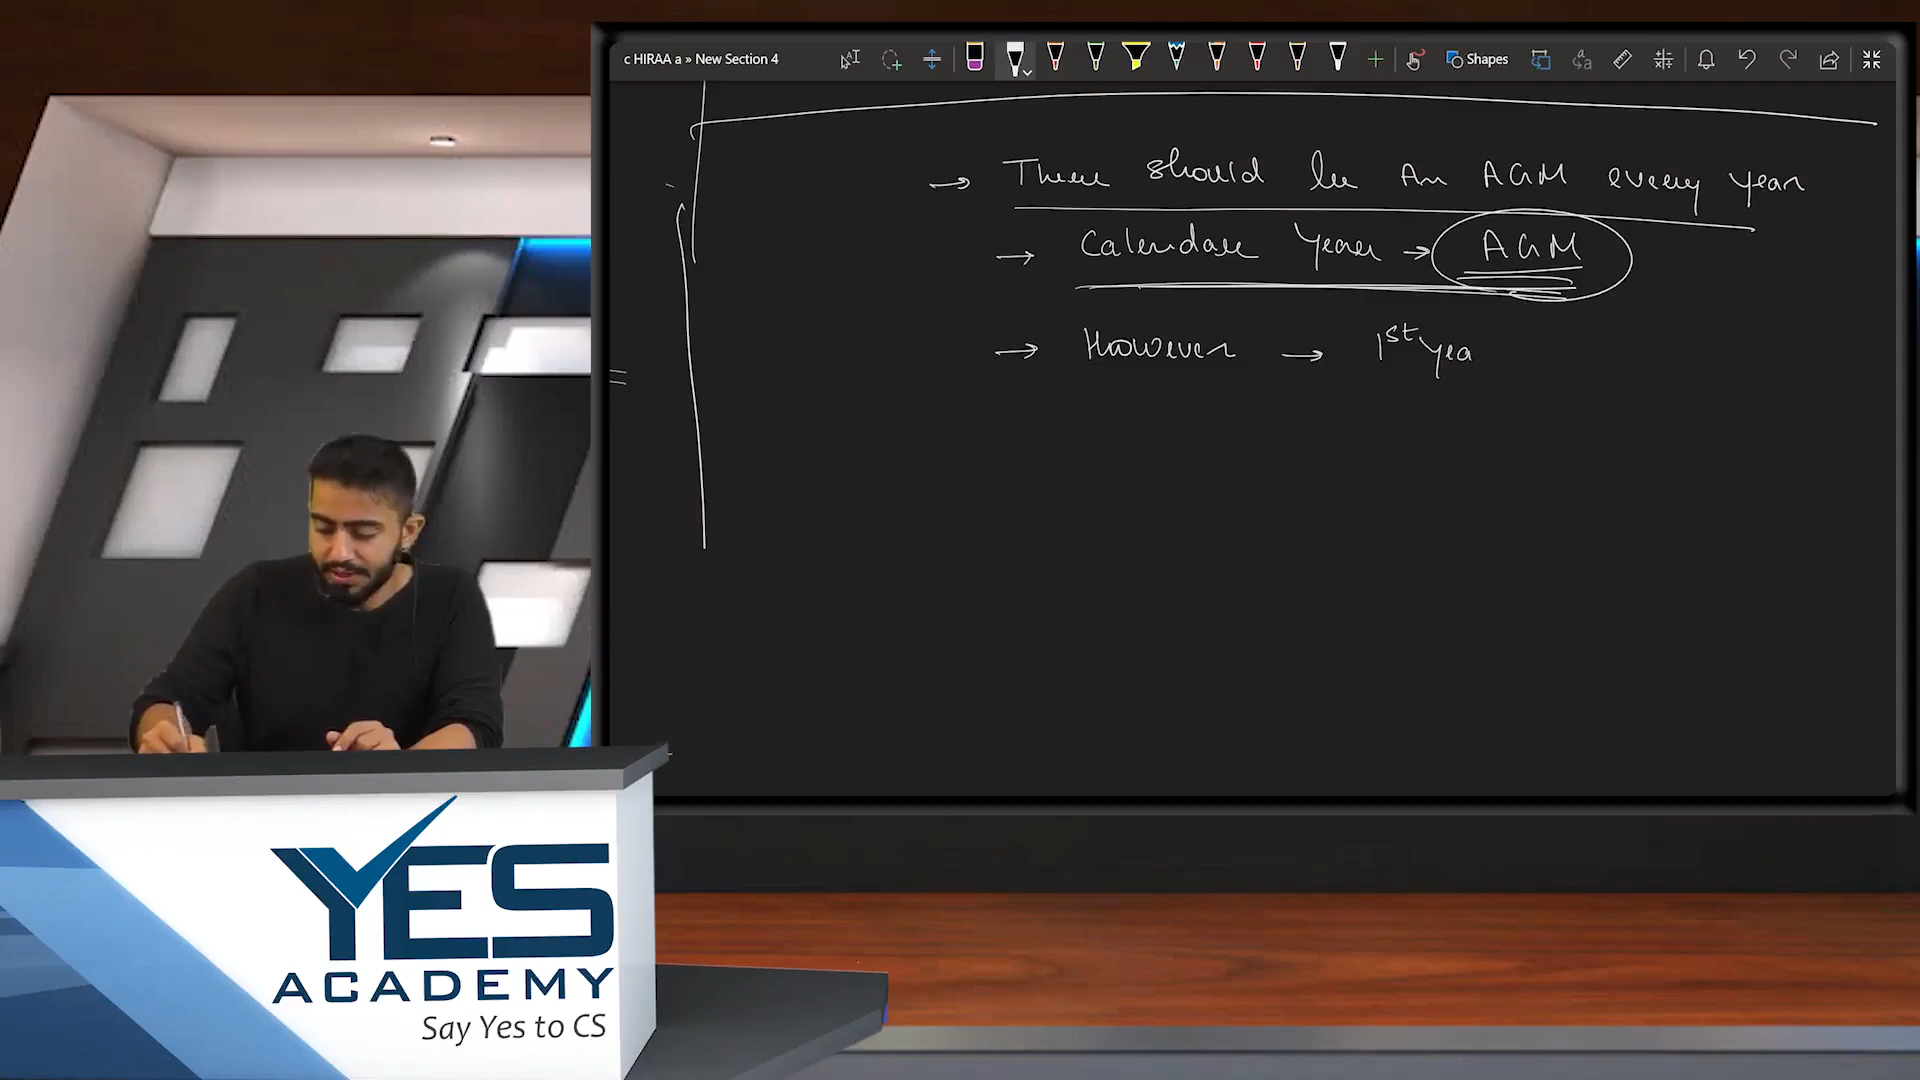 c HIRAA a » New Section 4
Shapes
→ There should be An AGM every year
→ Calendar Year → AGM
→ However → 1st yea
YES
ACADEMY
Say Yes to CS